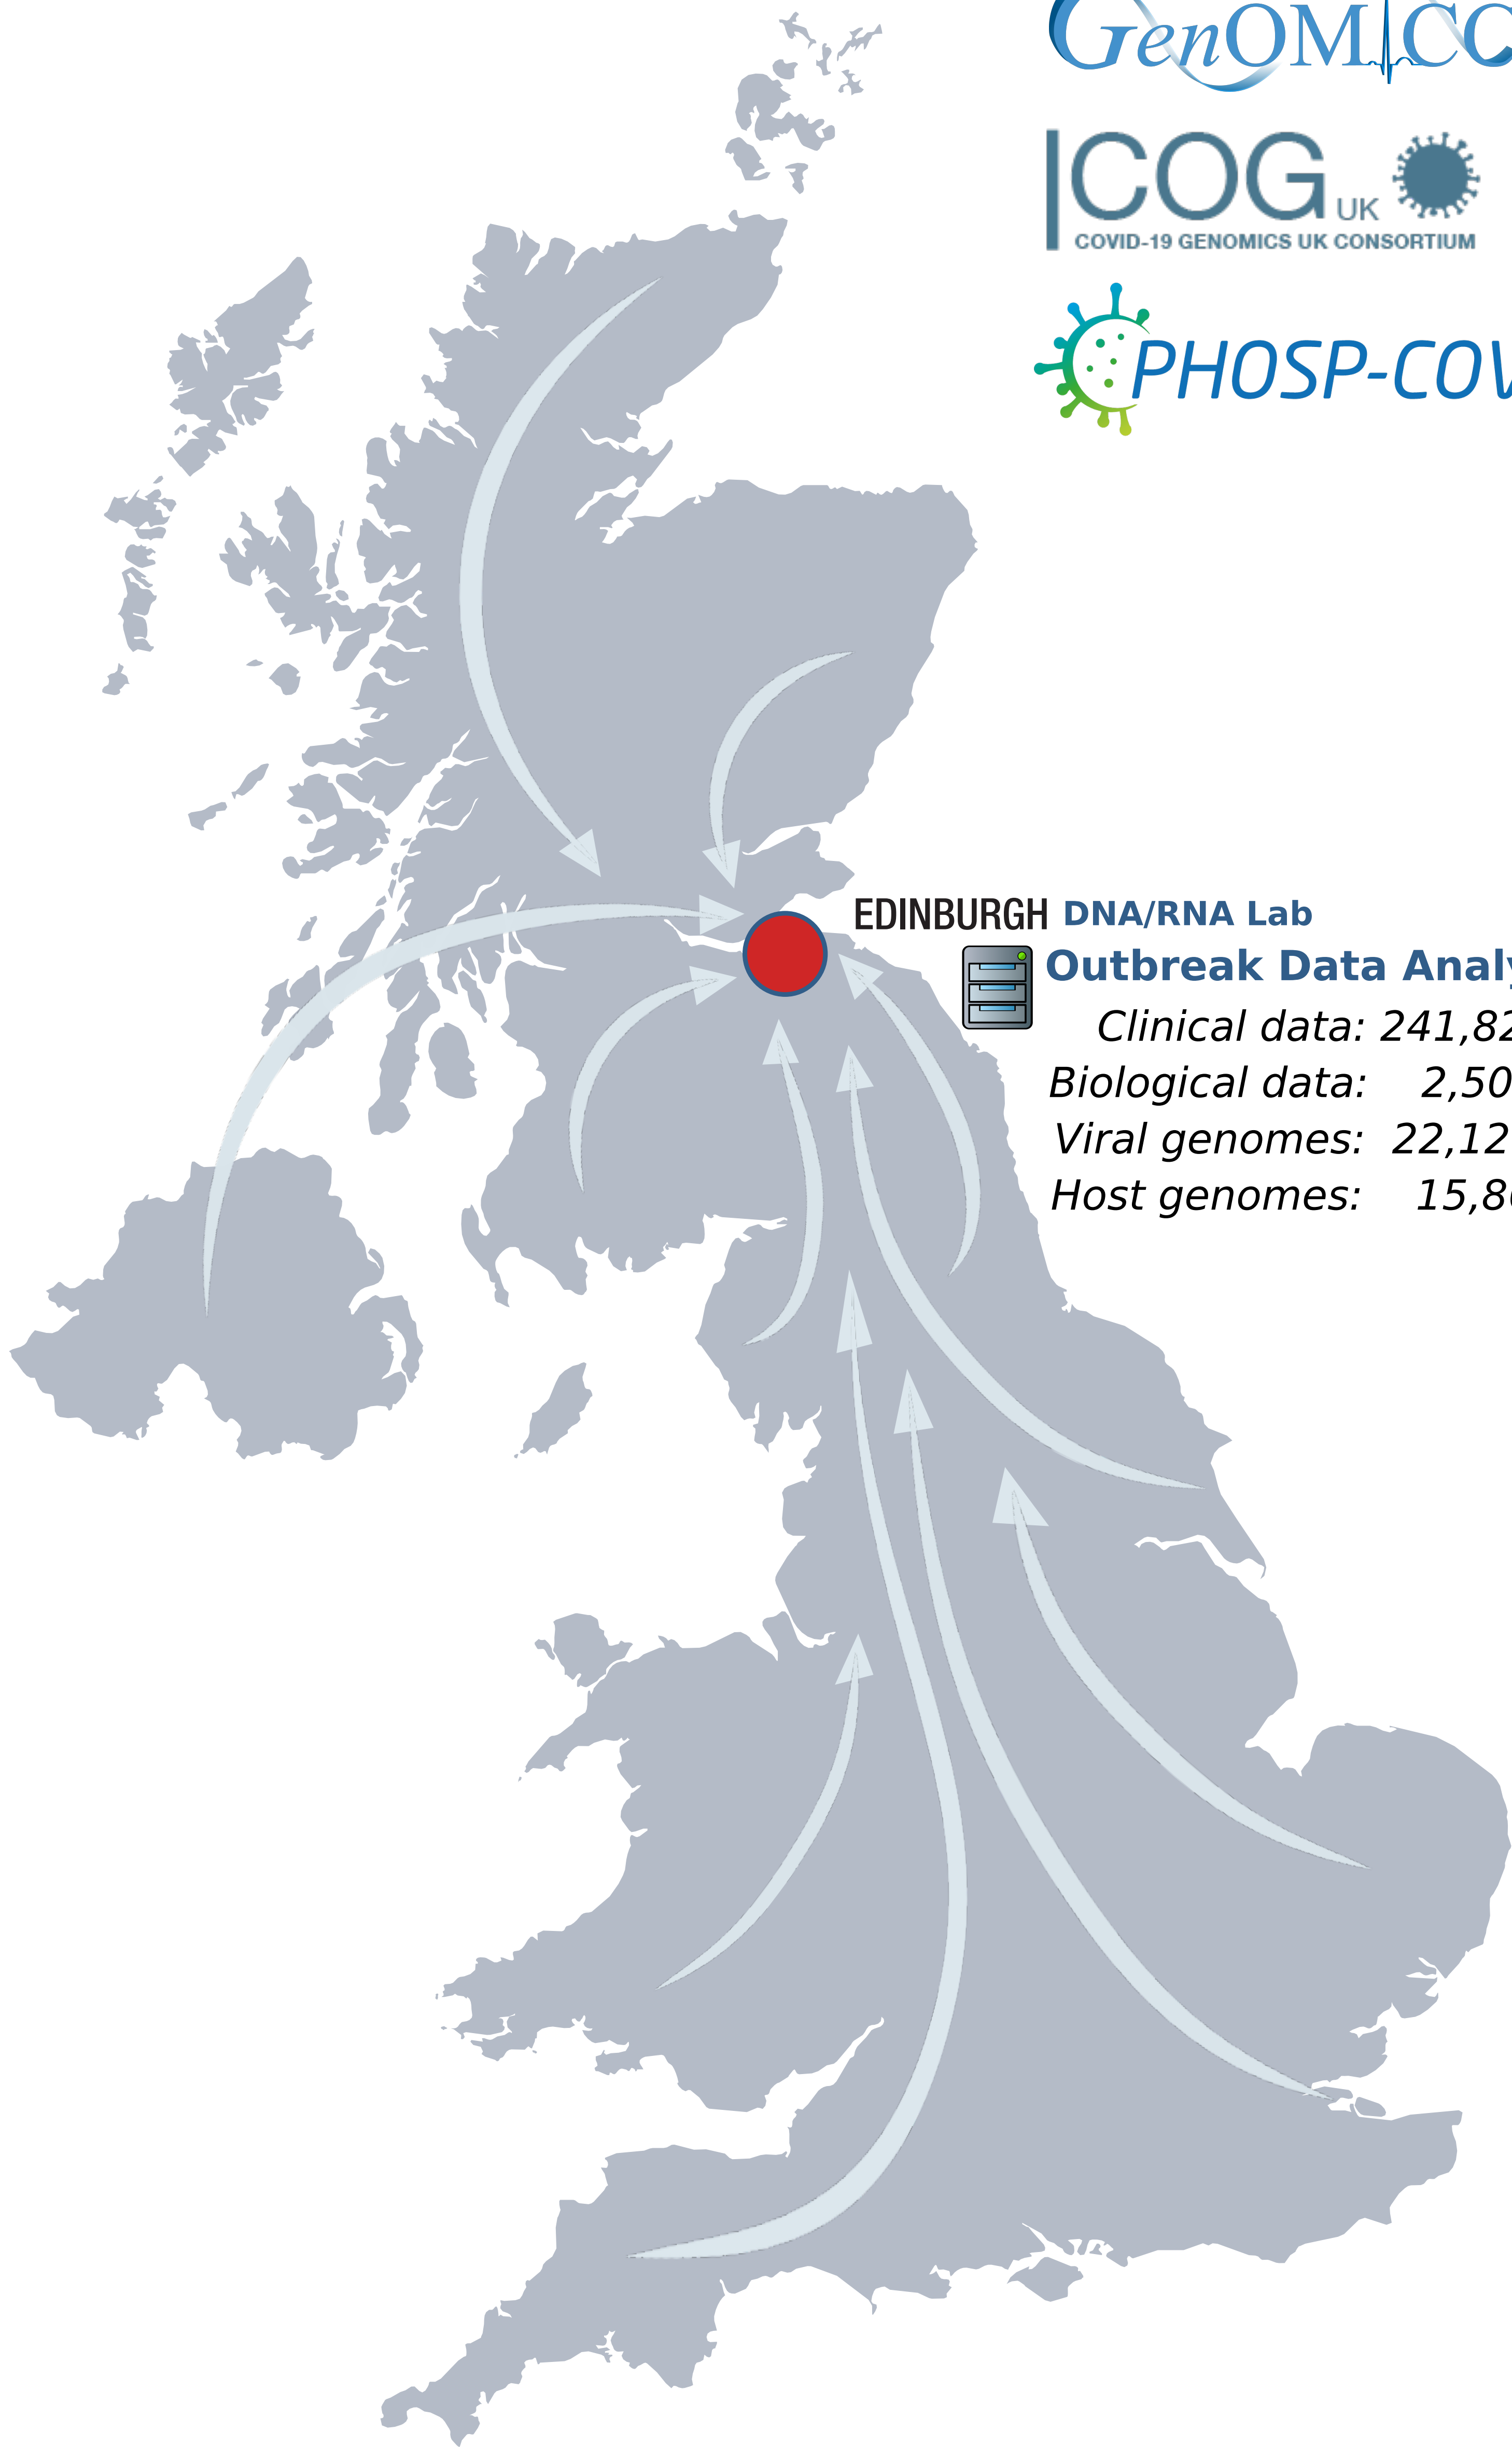 GenOMICC
COG UK
COVID-19 GENOMICS UK CONSORTIUM
PHOSP-COV
EDINBURGH DNA/RNA Lab
Outbreak Data Analy
Clinical data: 241,82
Biological data: 2,50
Viral genomes: 22,12
Host genomes: 15,8